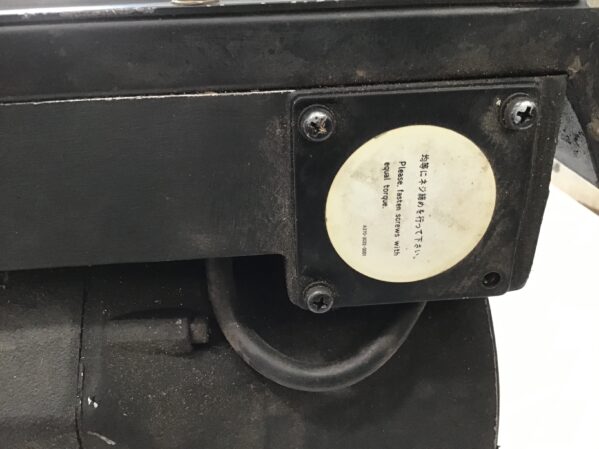 均等にネジ締めを行って下さい。
Please, fasten screws with
equal torque.